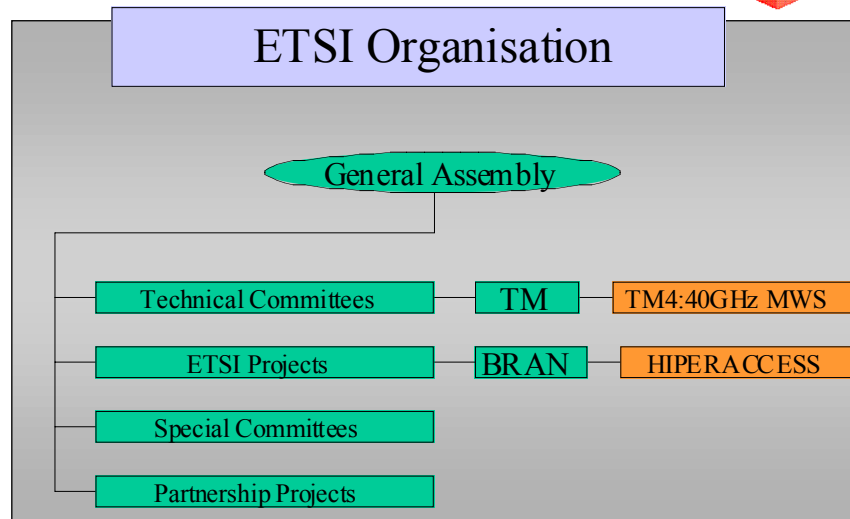 ETSI Organisation
General Assembly
Technical Committees TM TM4:40GHz MWS
ETSI Projects BRAN HIPERACCESS
Special Committees
Partnership Projects